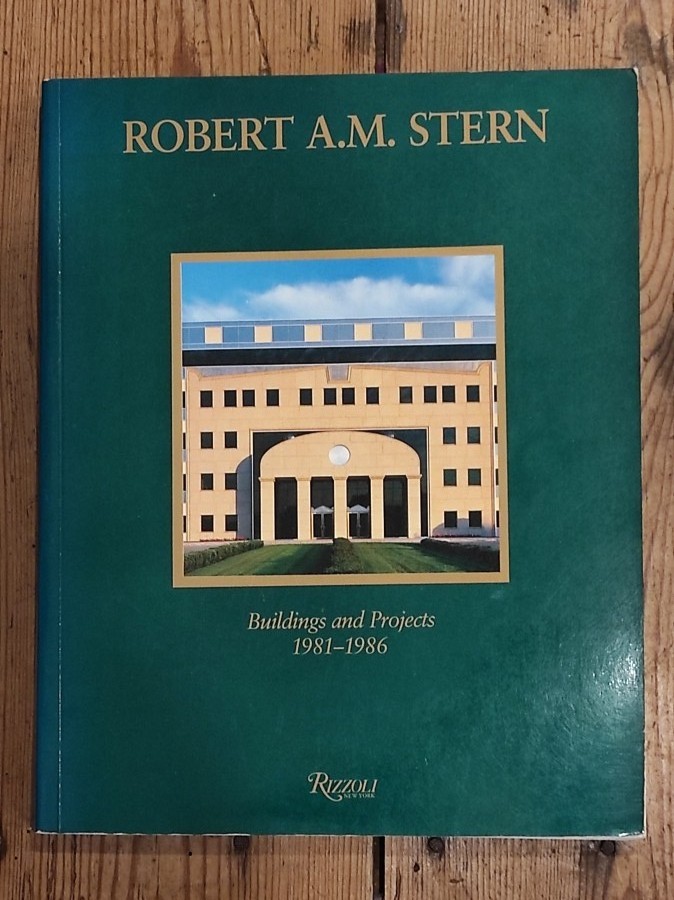 ROBERT A.M. STERN
Buildings and Projects
1981–1986
RIZZOLI
NEW YORK